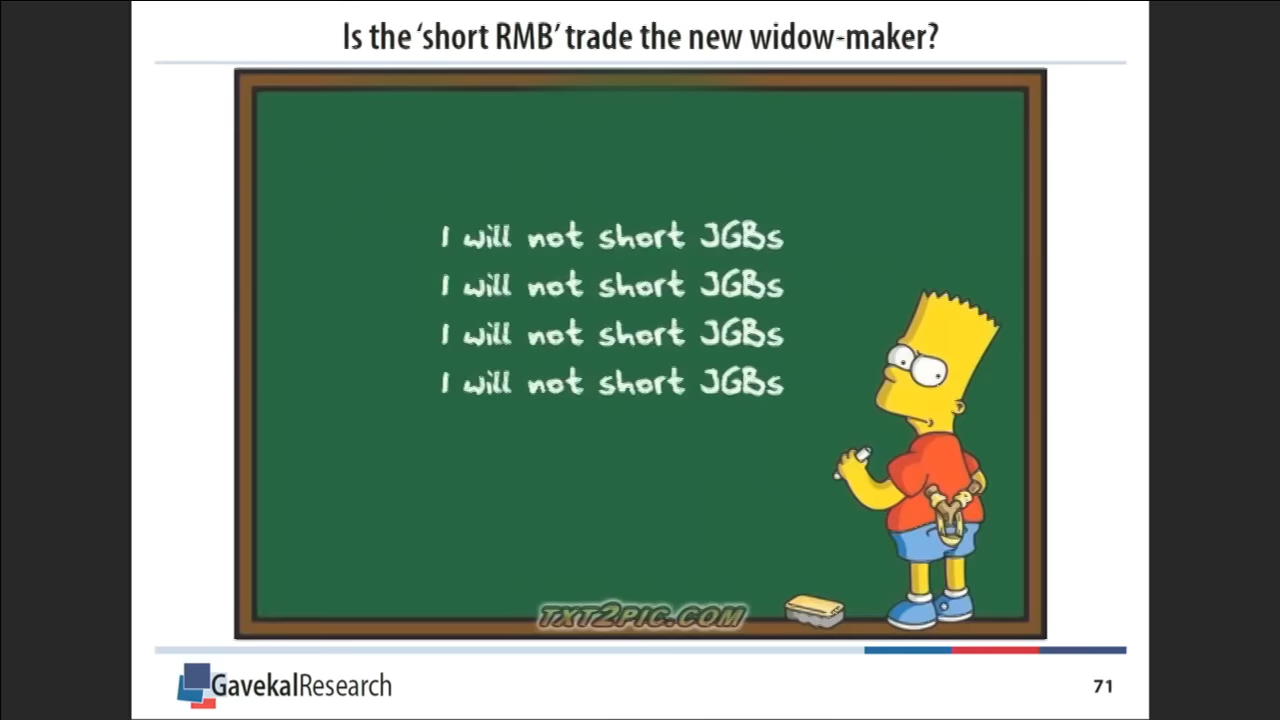 Is the ‘short RMB’ trade the new widow-maker?
I will not short JGBs
I will not short JGBs
I will not short JGBs
I will not short JGBs
TXT2PIC.COM
GavekalResearch
71